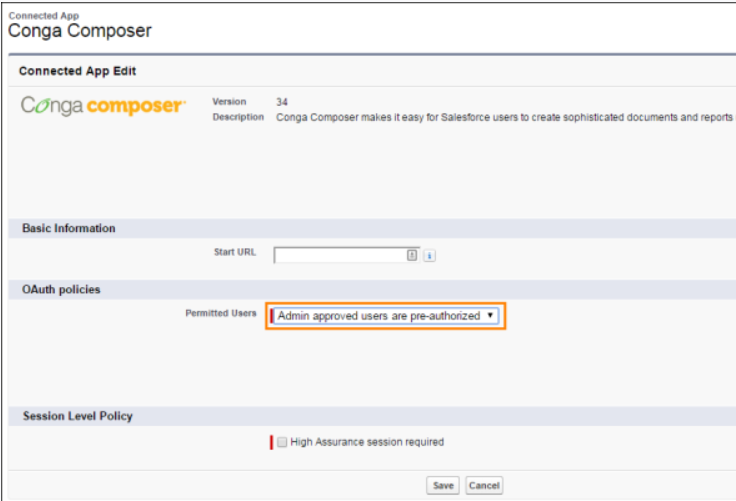 Connected App
Conga Composer
Connected App Edit
Conga composer
Version 34
Description Conga Composer makes it easy for Salesforce users to create sophisticated documents and reports
Basic Information
Start URL
OAuth policies
Permitted Users Admin approved users are pre-authorized
Session Level Policy
High Assurance session required
Save Cancel